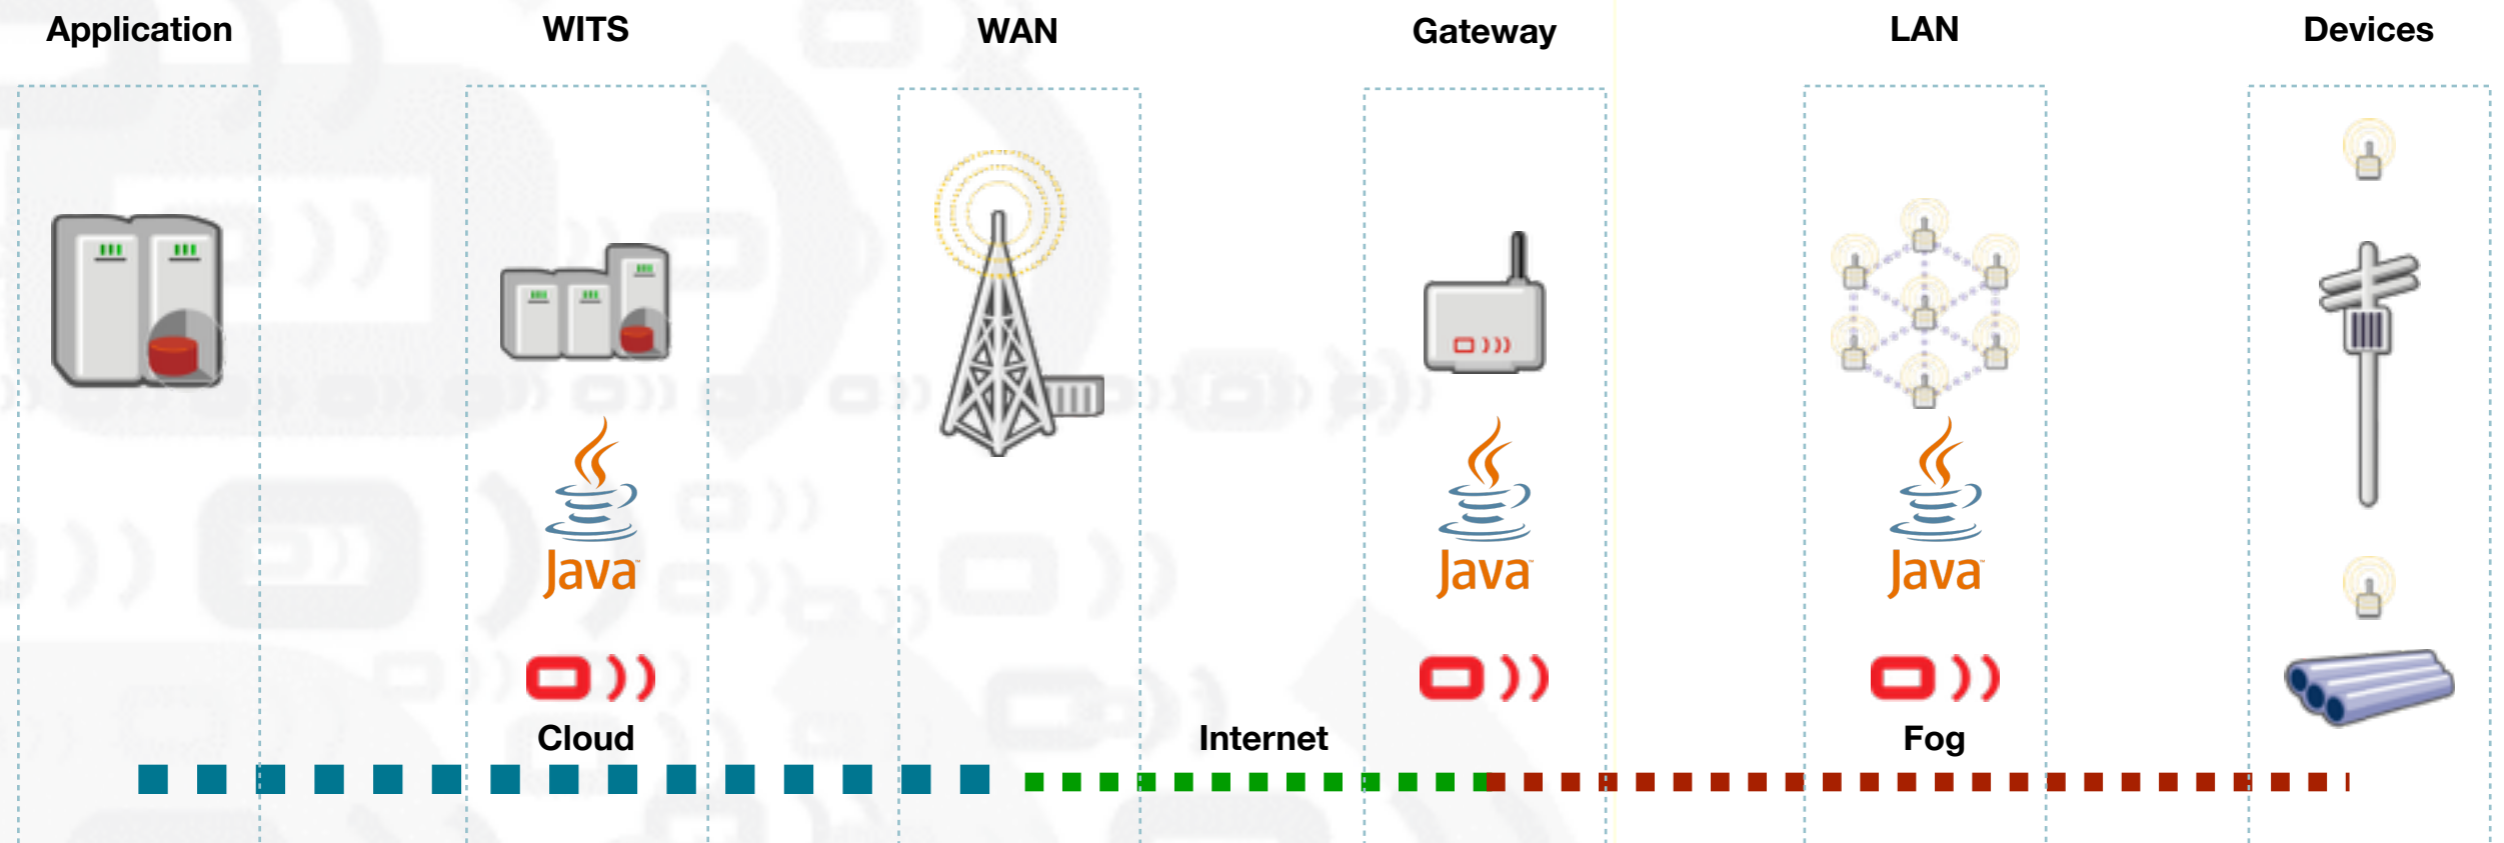 Application
WITS
WAN
Gateway
LAN
Devices
Java
Java
Java
Cloud
Internet
Fog